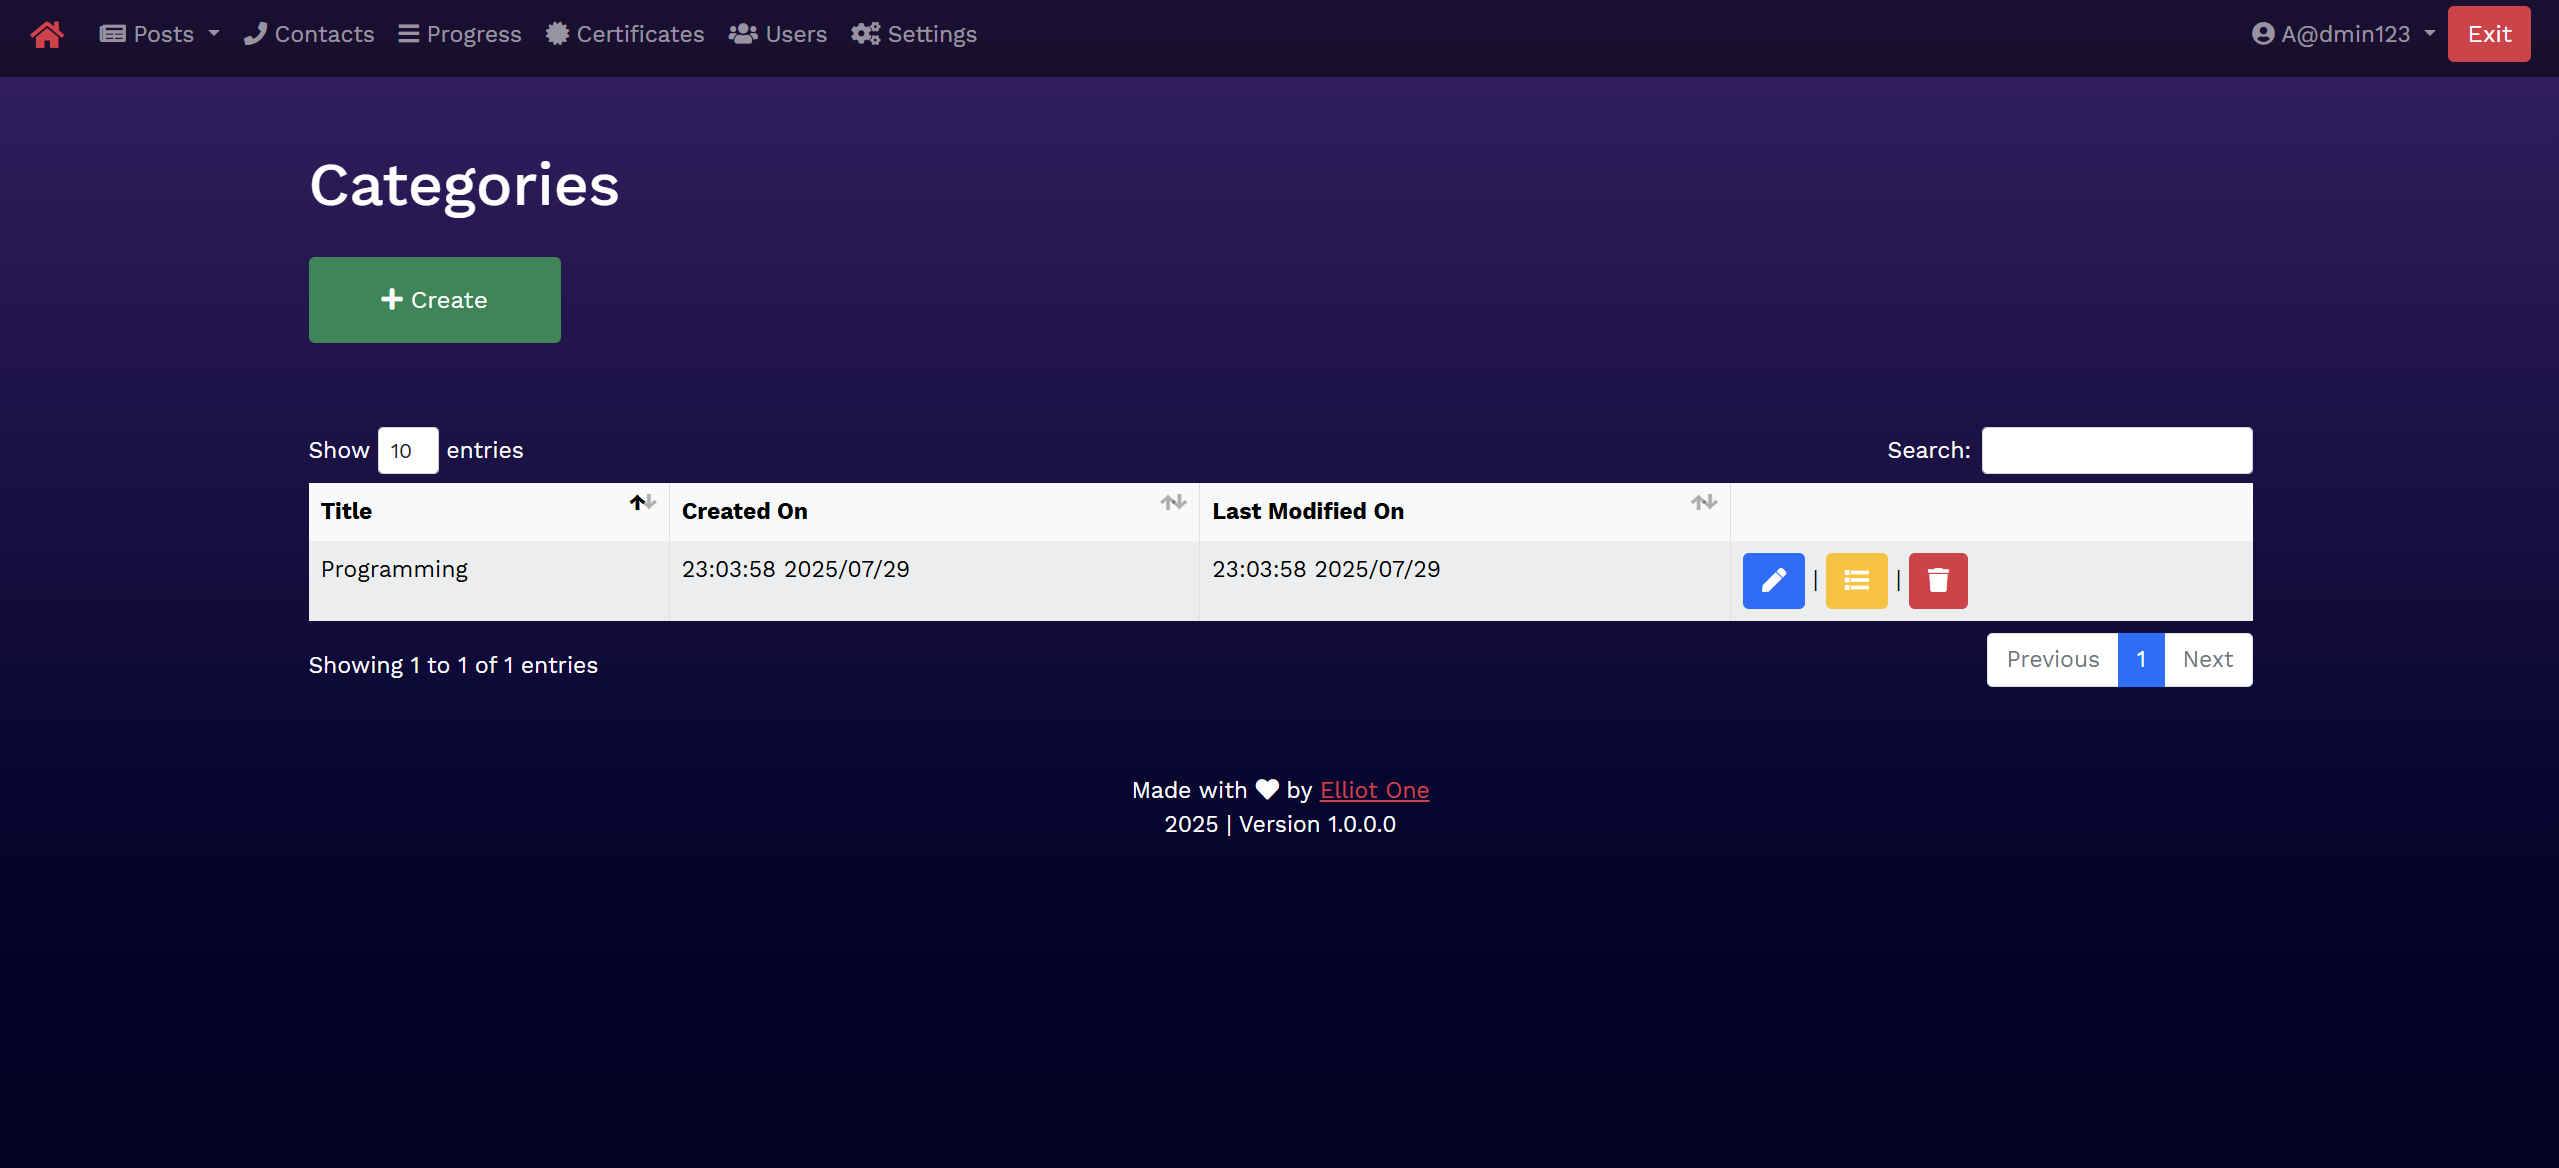 Posts Contacts Progress Certificates Users Settings A@dmin123 Exit
Categories
Create
Show 10 entries Search:
Title Created On Last Modified On
Programming 23:03:58 2025/07/29 23:03:58 2025/07/29 | |
Showing 1 to 1 of 1 entries Previous 1 Next
Made with by Elliot One
2025 | Version 1.0.0.0